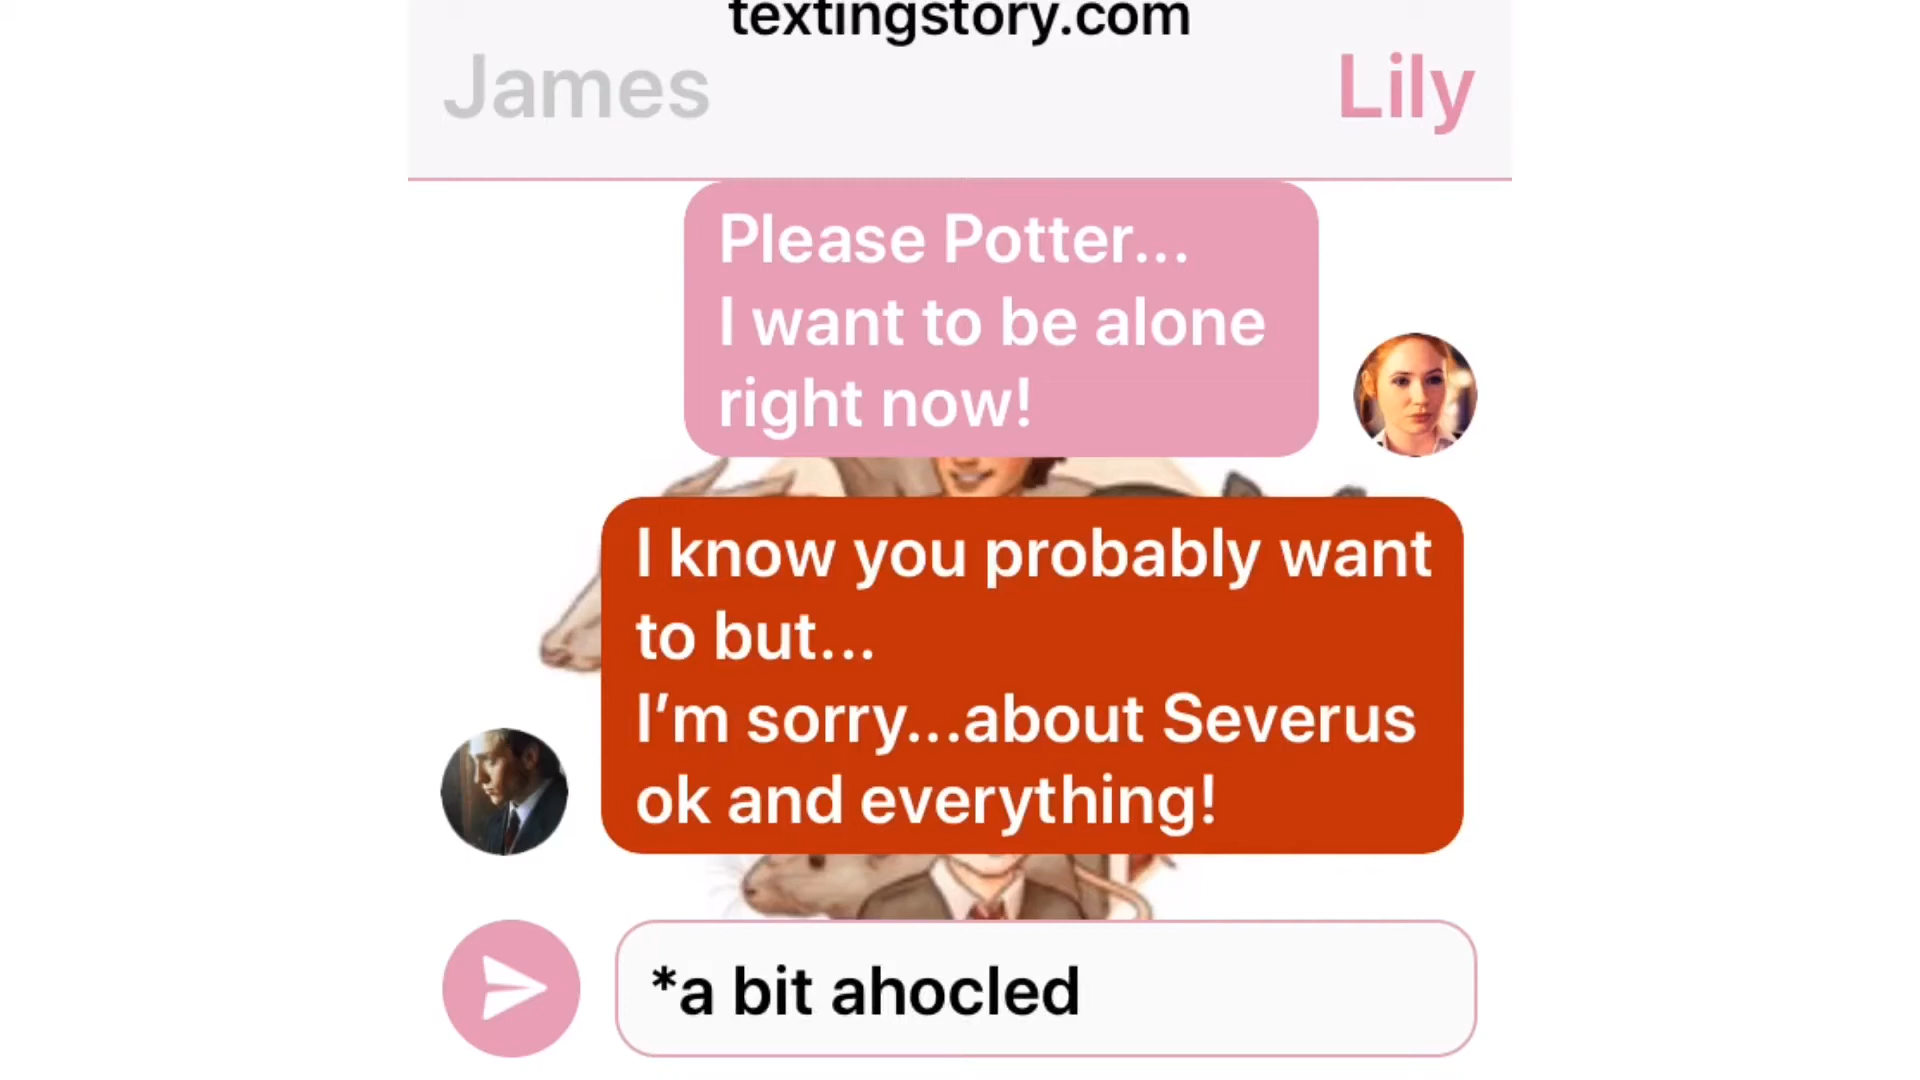 textingstory.com
James
Lily
Please Potter...
I want to be alone
right now!
I know you probably want
to but...
I’m sorry...about Severus
ok and everything!
*a bit ahocled